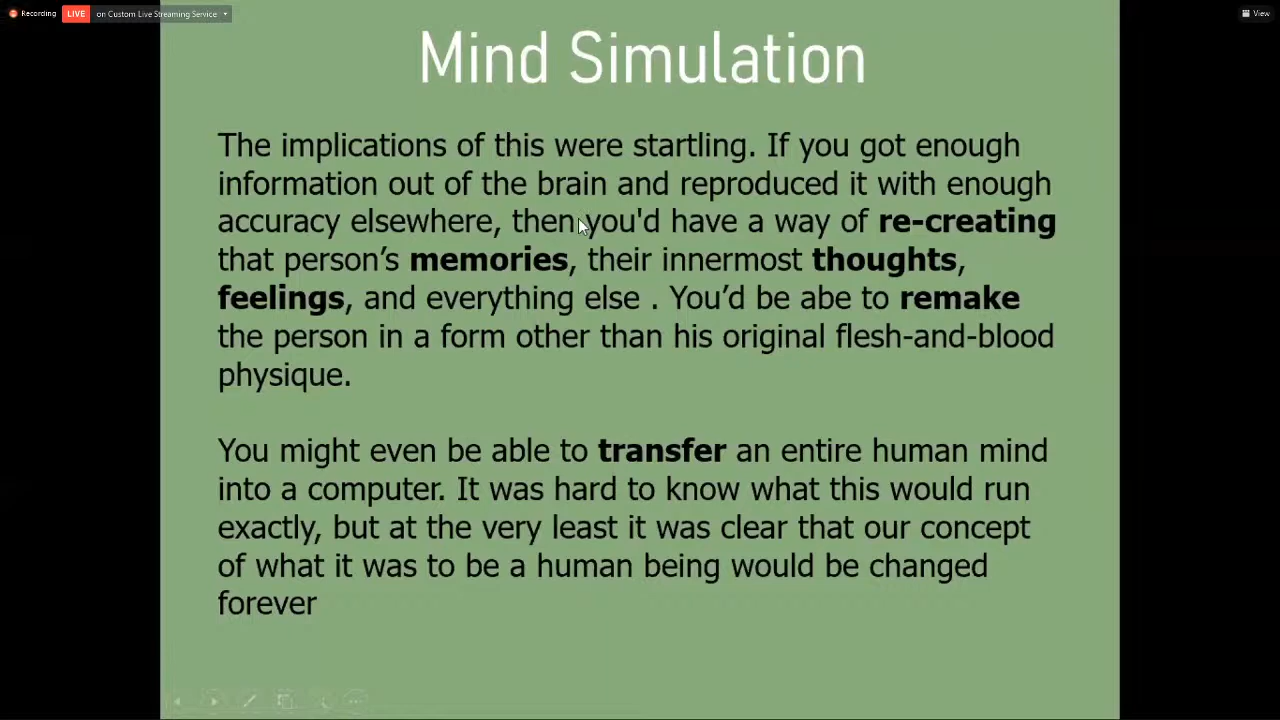 Recording
LIVE
on Custom Live Streaming Service
View
Mind Simulation
The implications of this were startling. If you got enough
information out of the brain and reproduced it with enough
accuracy elsewhere, then you'd have a way of re-creating
that person’s memories, their innermost thoughts,
feelings, and everything else . You’d be abe to remake
the person in a form other than his original flesh-and-blood
physique.
You might even be able to transfer an entire human mind
into a computer. It was hard to know what this would run
exactly, but at the very least it was clear that our concept
of what it was to be a human being would be changed
forever